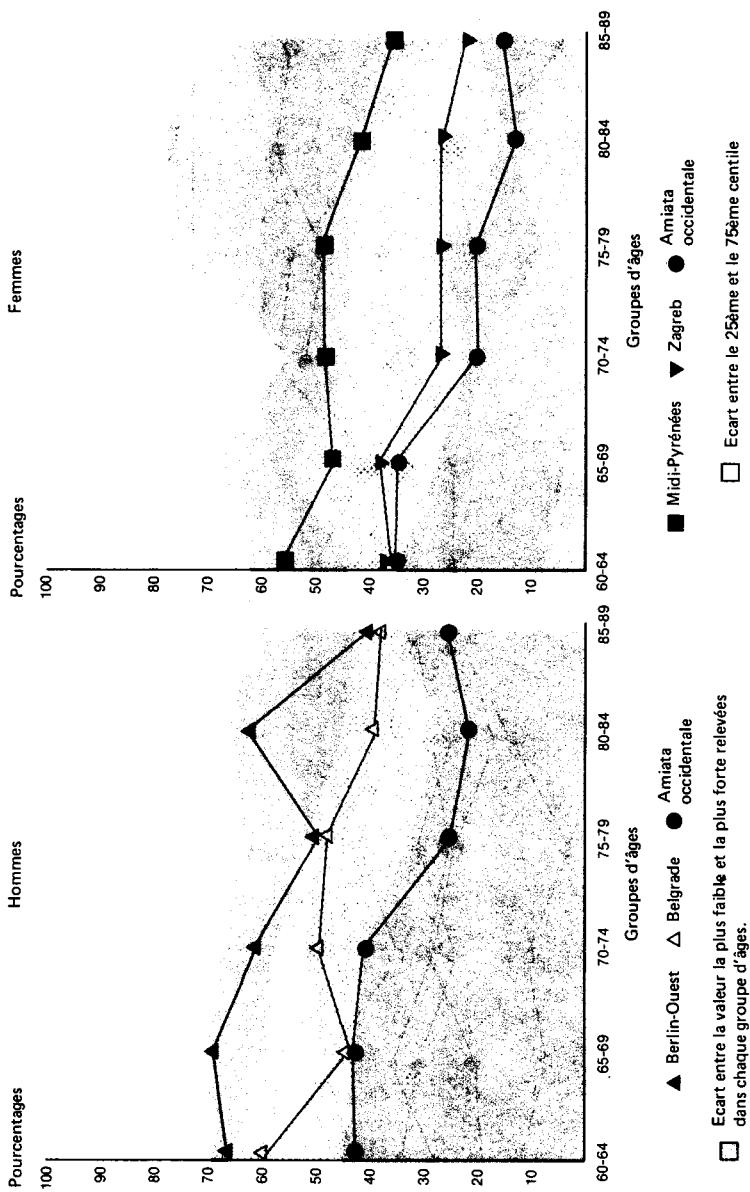 Hommes
Pourcentages
100
90
80
70
60
50
40
30
20
10
60-64
65-69
70-74
75-79
80-84
85-89
Groupes d'âges
Berlin-Ouest
Belgrade
Amiata
occidentale
Ecart entre la valeur la plus faible et la plus forte relevées
dans chaque groupe d'âges.
Femmes
Pourcentages
100
90
80
70
60
50
40
30
20
10
60-64
65-69
70-74
75-79
80-84
85-89
Groupes d'âges
Midi-Pyrénées
Zagreb
Amiata
occidentale
Ecart entre le 25ème et le 75ème centile